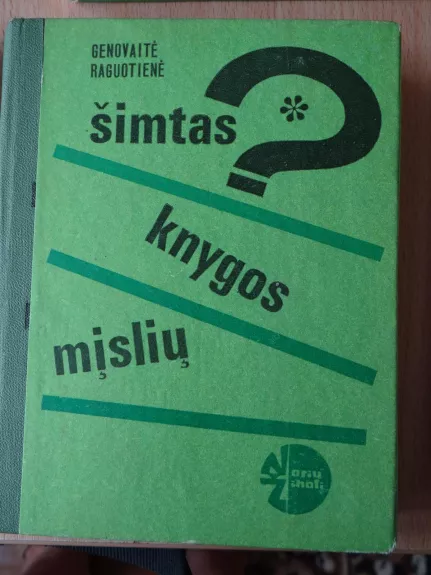 GENOVAITĖ
RAGUOTIENĖ
šimtas ?
*
knygos
mįslių